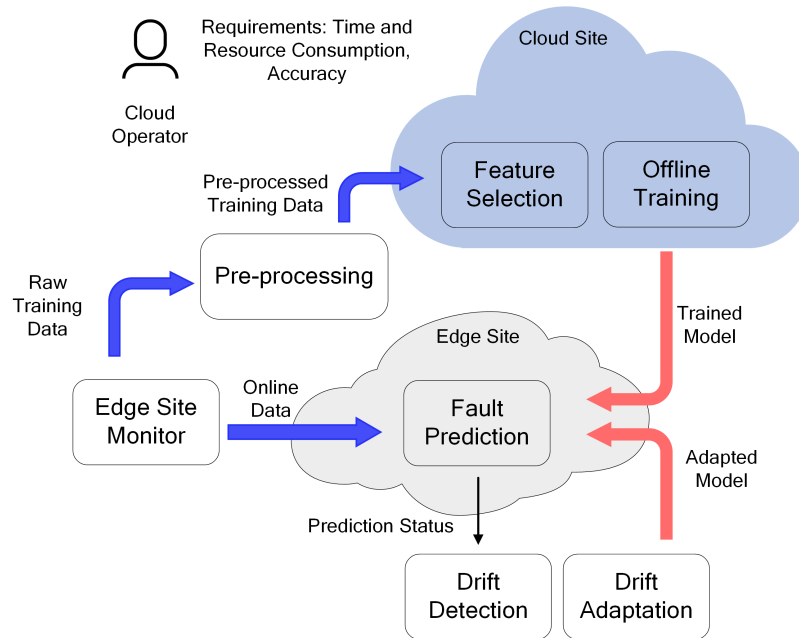 Requirements: Time and
Resource Consumption,
Accuracy
Cloud
Operator
Cloud Site
Feature
Selection
Offline
Training
Pre-processed
Training Data
Pre-processing
Raw
Training
Data
Trained
Model
Edge Site
Edge Site
Monitor
Online
Data
Fault
Prediction
Adapted
Model
Prediction Status
Drift
Detection
Drift
Adaptation